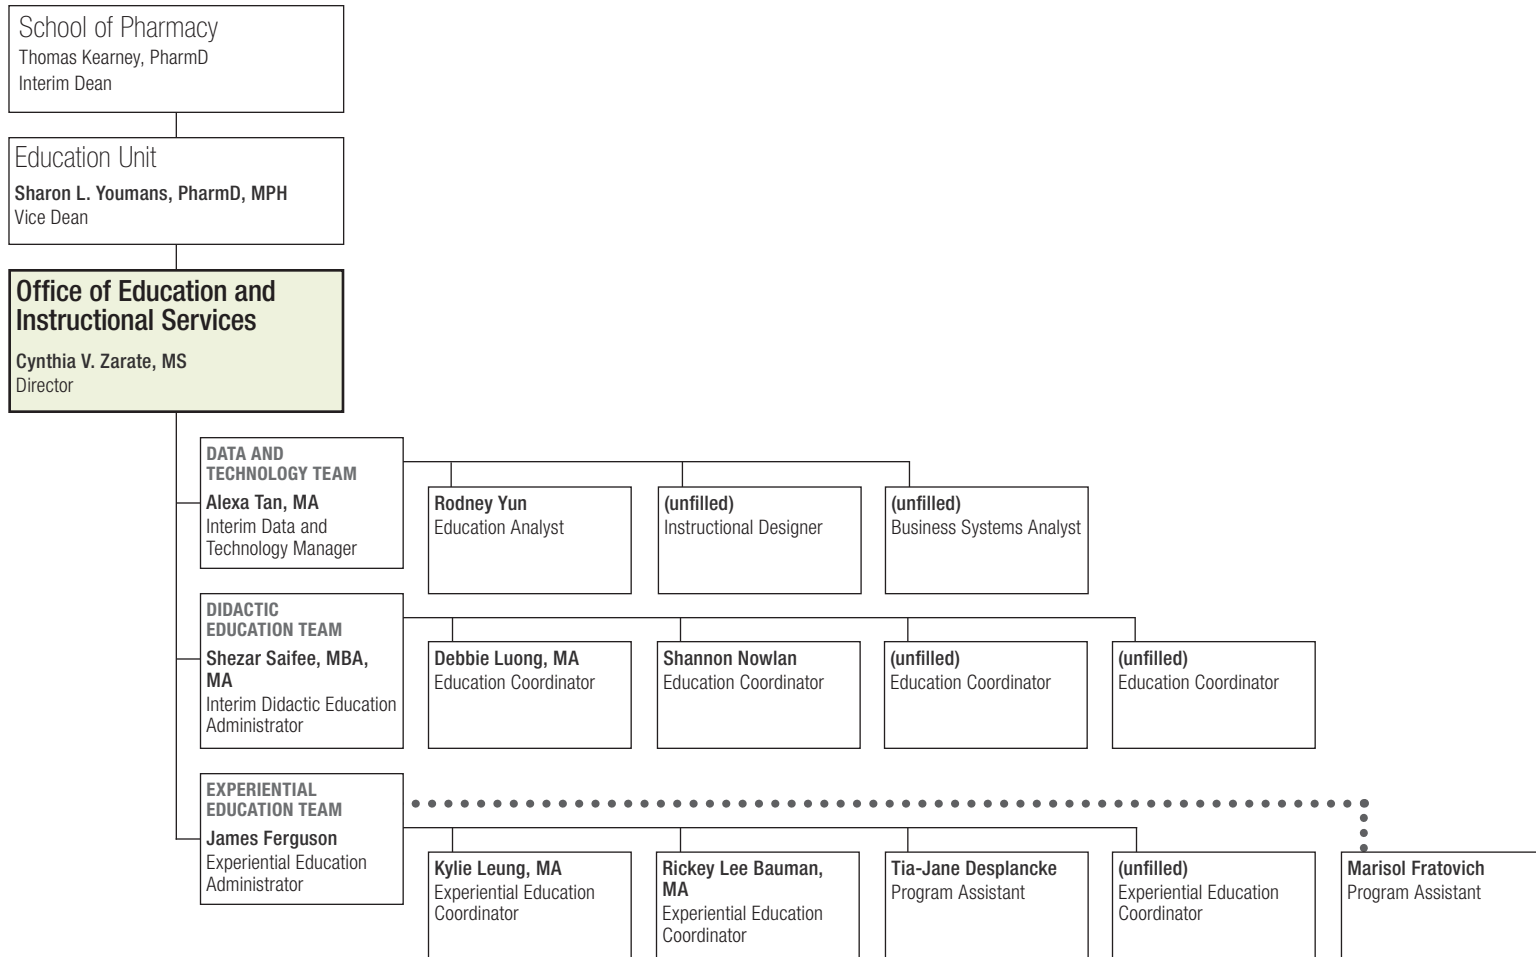 School of Pharmacy
Thomas Kearney, PharmD
Interim Dean
Education Unit
Sharon L. Youmans, PharmD, MPH
Vice Dean
Office of Education and
Instructional Services
Cynthia V. Zarate, MS
Director
DATA AND
TECHNOLOGY TEAM
Alexa Tan, MA
Interim Data and
Technology Manager
Rodney Yun
Education Analyst
(unfilled)
Instructional Designer
(unfilled)
Business Systems Analyst
DIDACTIC
EDUCATION TEAM
Shezar Saifee, MBA,
MA
Interim Didactic Education
Administrator
Debbie Luong, MA
Education Coordinator
Shannon Nowlan
Education Coordinator
(unfilled)
Education Coordinator
(unfilled)
Education Coordinator
EXPERIENTIAL
EDUCATION TEAM
James Ferguson
Experiential Education
Administrator
Kylie Leung, MA
Experiential Education
Coordinator
Rickey Lee Bauman,
MA
Experiential Education
Coordinator
Tia-Jane Desplancke
Program Assistant
(unfilled)
Experiential Education
Coordinator
Marisol Fratovich
Program Assistant